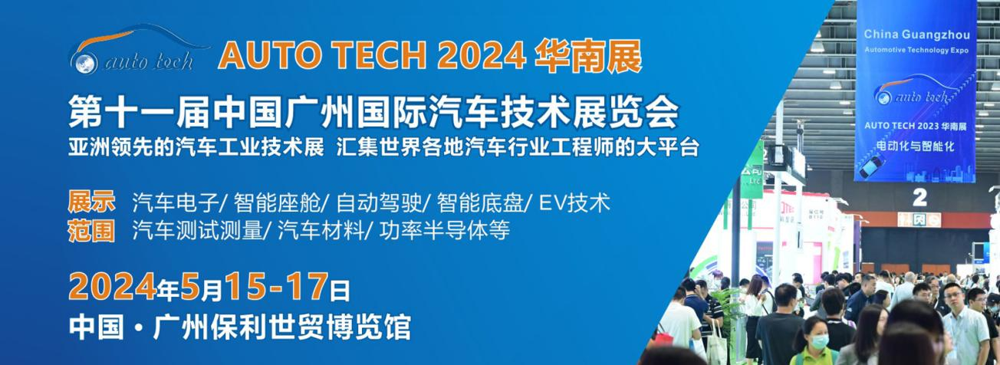 auto tech
AUTO TECH 2024 华南展
第十一届中国广州国际汽车技术展览会
亚洲领先的汽车工业技术展 汇集世界各地汽车行业工程师的大平台
展示 汽车电子/ 智能座舱/ 自动驾驶/ 智能底盘/ EV技术
范围 汽车测试测量/ 汽车材料/ 功率半导体等
2024年5月15-17日
中国·广州保利世贸博览馆
China Guangzhou
Automotive Technology Expo
auto tech
AUTO TECH 2023 华南展
电动化与智能化
2